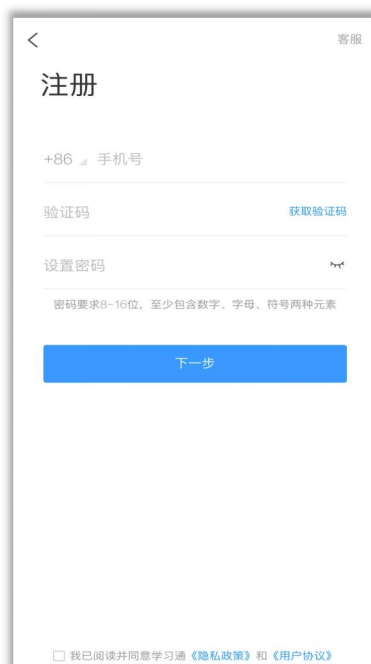 客服
注册
+86 手机号
验证码 获取验证码
设置密码
密码要求8-16位，至少包含数字、字母、符号两种元素
下一步
我已阅读并同意学习通《隐私政策》和《用户协议》